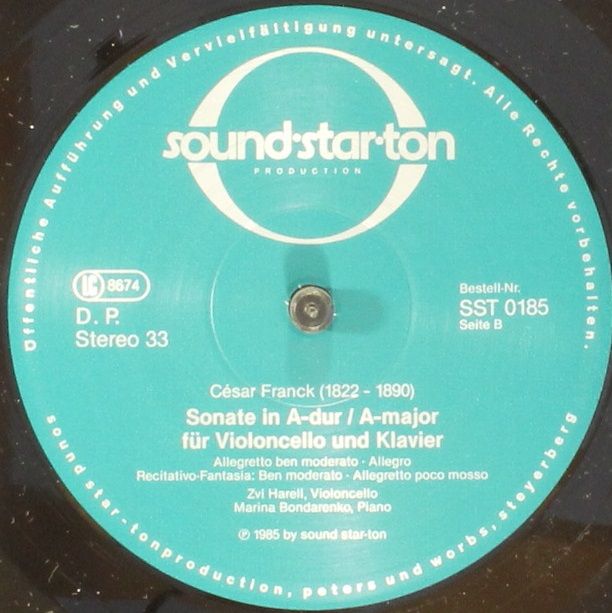 Öffentliche Aufführung und Vervielfältigung untersagt. Alle Rechte vorbehalten.
sound·star·ton
PRODUCTION
LC 8674
D. P.
Stereo 33
Bestell-Nr.
SST 0185
Seite B
César Franck (1822 - 1890)
Sonate in A-dur / A-major
für Violoncello und Klavier
Allegretto ben moderato · Allegro
Recitativo-Fantasia: Ben moderato · Allegretto poco mosso
Zvi Harell, Violoncello
Marina Bondarenko, Piano
℗ 1985 by sound star-ton
sound star-tonproduction, peters und worbs, steyerberg